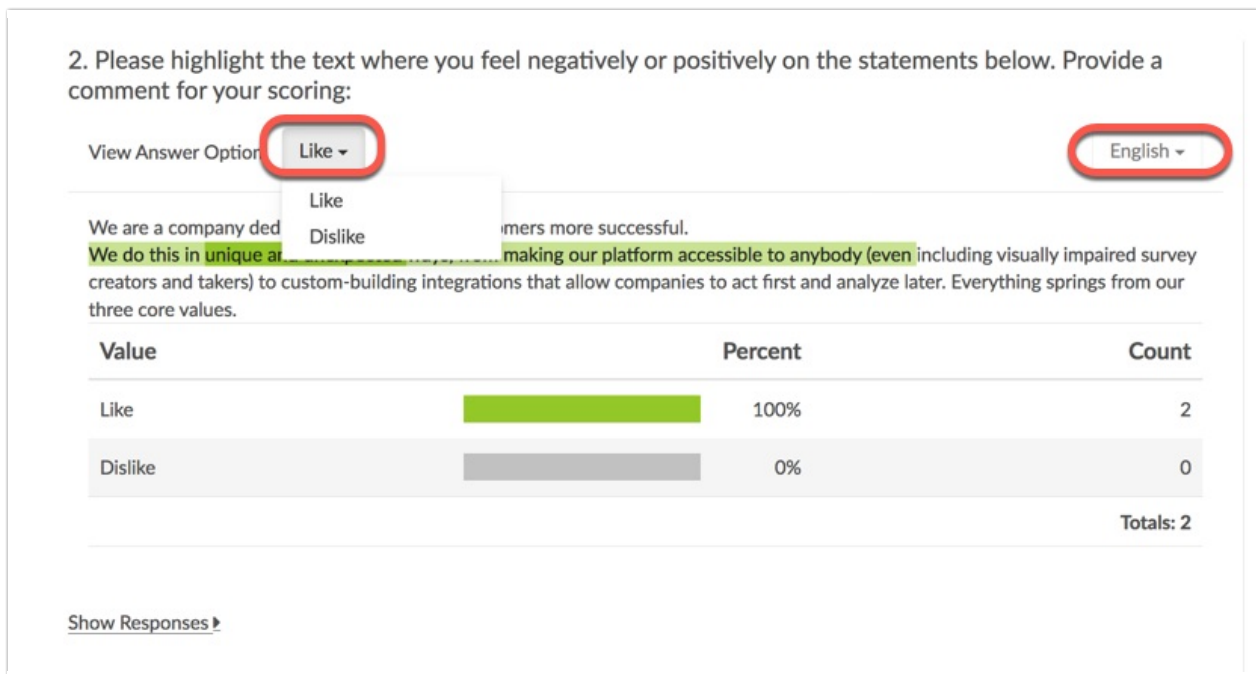 2. Please highlight the text where you feel negatively or positively on the statements below. Provide a
comment for your scoring:
View Answer Option Like
English
Like
Dislike
We are a company ded mers more successful.
We do this in unique an making our platform accessible to anybody (even including visually impaired survey
creators and takers) to custom-building integrations that allow companies to act first and analyze later. Everything springs from our
three core values.
Value Percent Count
Like 100% 2
Dislike 0% 0
Totals: 2
Show Responses